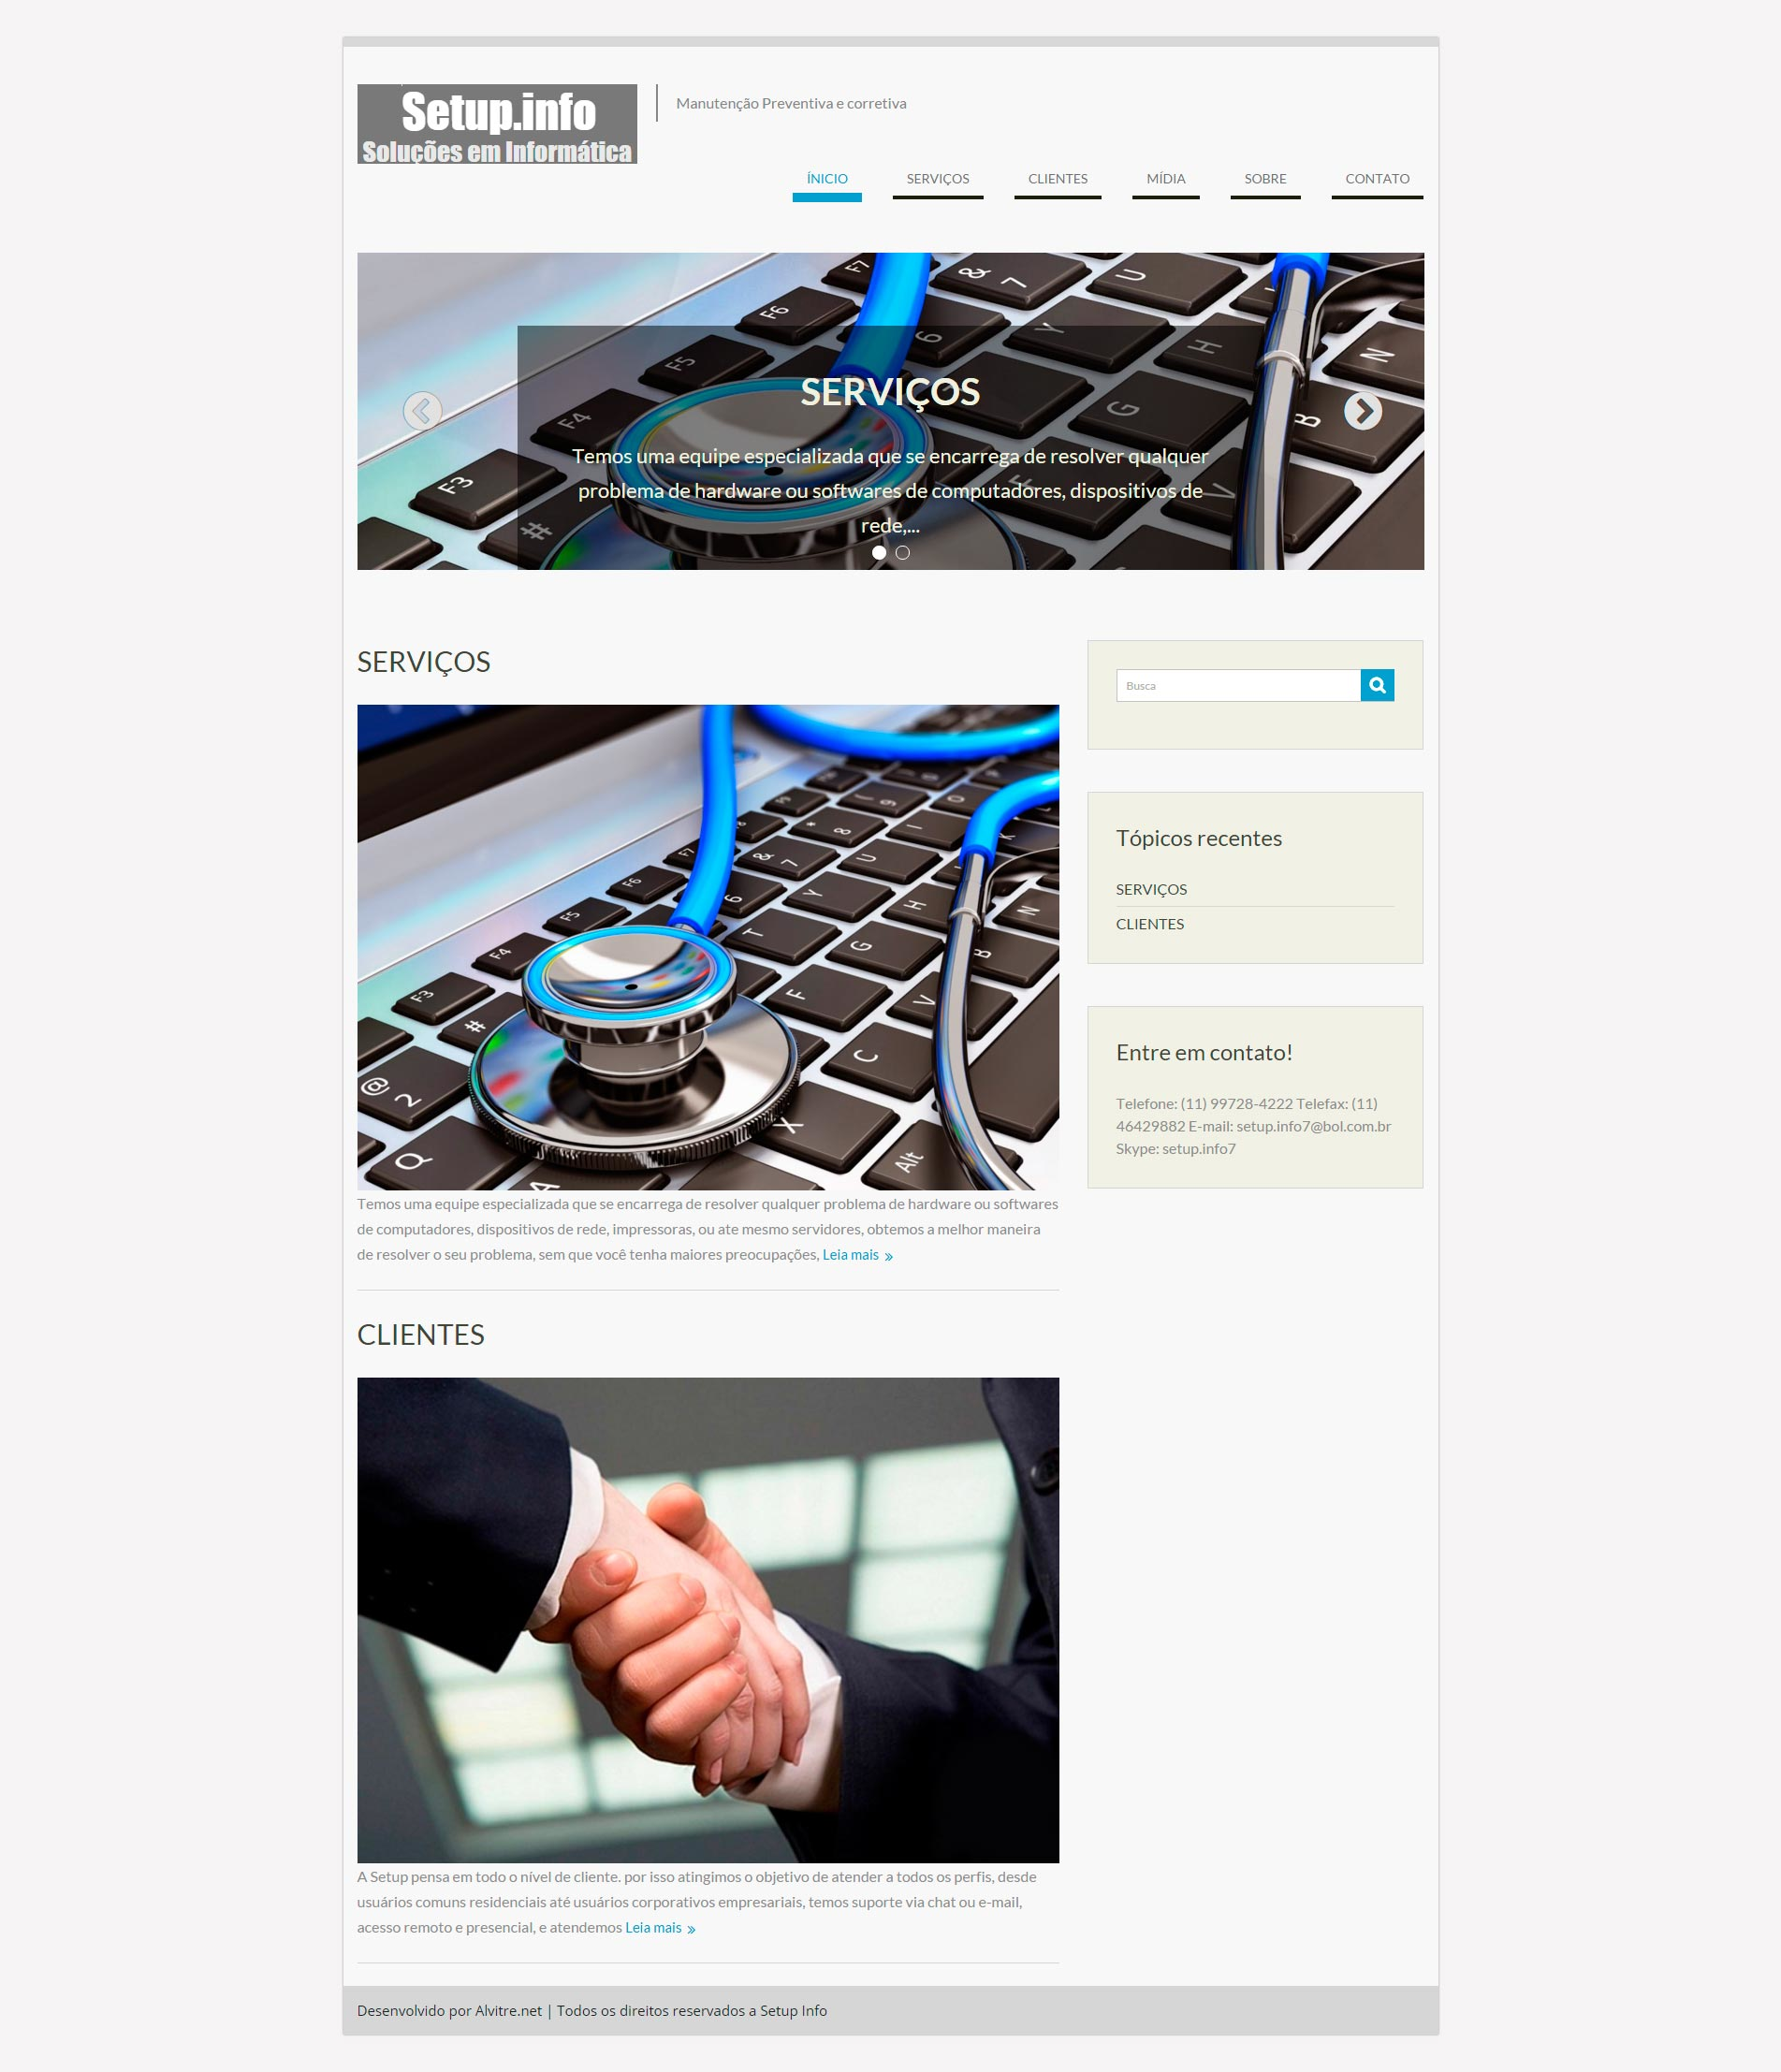 Setup.info
Soluções em Informática
Manutenção Preventiva e corretiva
ÍNICIO
SERVIÇOS
CLIENTES
MÍDIA
SOBRE
CONTATO
SERVIÇOS
Temos uma equipe especializada que se encarrega de resolver qualquer
problema de hardware ou softwares de computadores, dispositivos de
rede,...
SERVIÇOS
Temos uma equipe especializada que se encarrega de resolver qualquer problema de hardware ou softwares
de computadores, dispositivos de rede, impressoras, ou ate mesmo servidores, obtemos a melhor maneira
de resolver o seu problema, sem que você tenha maiores preocupações, Leia mais »
CLIENTES
A Setup pensa em todo o nível de cliente. por isso atingimos o objetivo de atender a todos os perfis, desde
usuários comuns residenciais até usuários corporativos empresariais, temos suporte via chat ou e-mail,
acesso remoto e presencial, e atendemos Leia mais »
Busca
Tópicos recentes
SERVIÇOS
CLIENTES
Entre em contato!
Telefone: (11) 99728-4222 Telefax: (11)
46429882 E-mail: setup.info7@bol.com.br
Skype: setup.info7
Desenvolvido por Alvitre.net | Todos os direitos reservados a Setup Info